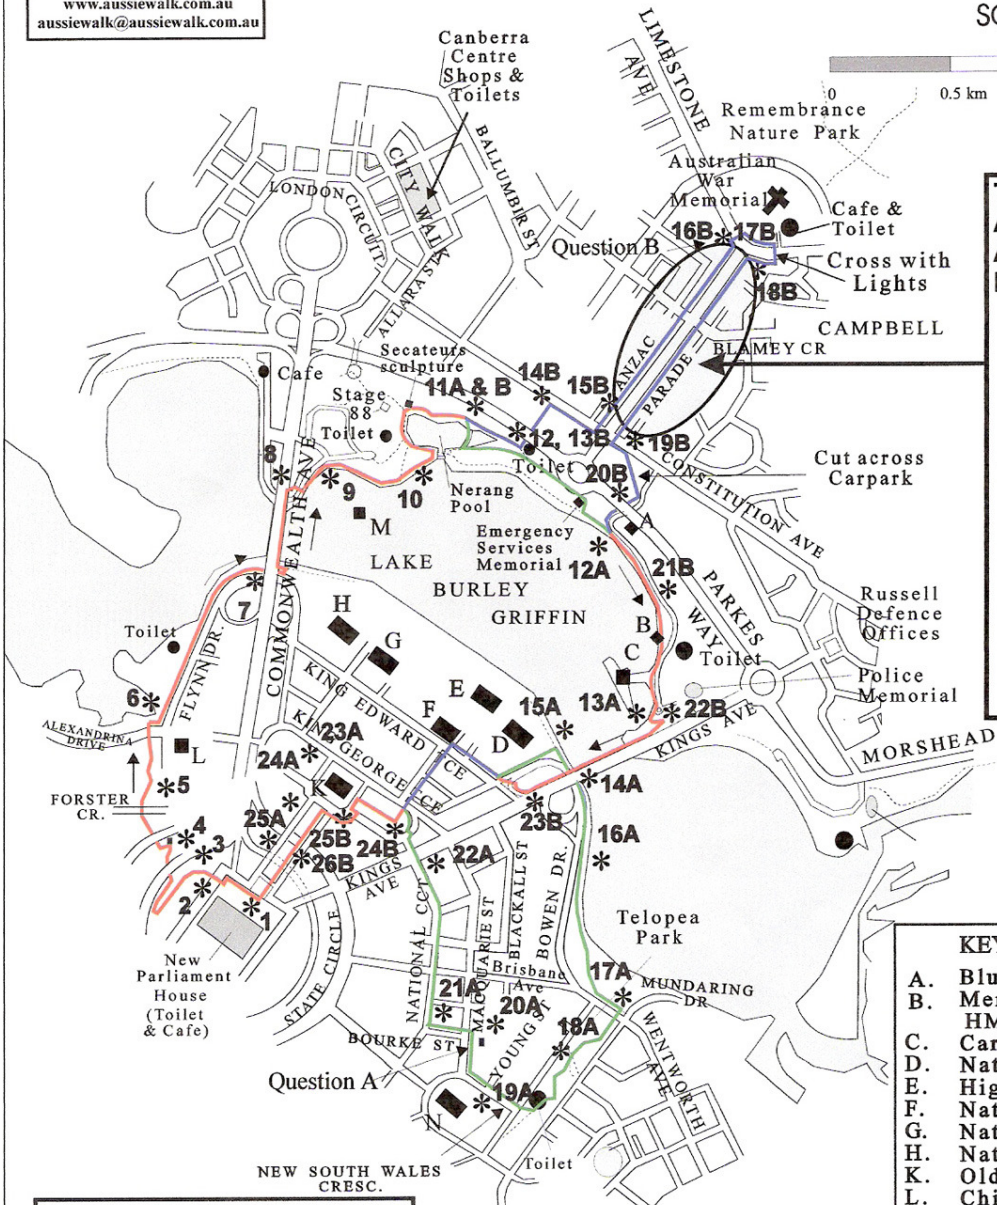 www.aussiewalk.com.au
aussiewalk@aussiewalk.com.au
0
0.5 km
Canberra
Centre
Shops &
Toilets
LIMESTONE
AVE
Remembrance
Nature Park
Australian
War
Memorial
Cafe &
Toilet
16B
17B
Question B
Cross with
Lights
18B
CAMPBELL
BLAMEY CR
ANZAC
PARADE
LONDON CIRCUIT
CITY WALK
BALLUMBIR ST
ALLARA ST
Secateurs
sculpture
Cafe
Stage
88
Toilet
11A & B
14B
15B
12, 13B
Toilet
19B
CONSTITUTION AVE
Cut across
Carpark
20B
8
9
10
Nerang
Pool
M
Emergency
Services
Memorial
12A
A
LAKE
BURLEY
GRIFFIN
21B
PARKES
WAY
Russell
Defence
Offices
B
Toilet
C
Police
Memorial
13A
22B
KINGS AVE
MORSHEAD
COMMONWEALTH AVE
7
H
G
E
F
D
15A
14A
Toilet
FLYNN DR.
6
ALEXANDRINA
DRIVE
L
KING EDWARD
CE
KING GEORGE
CE
23A
24A
K
5
FORSTER
CR.
4
3
25A
25B
24B
26B
KINGS
AVE
23B
16A
22A
2
1
New
Parliament
House
(Toilet
& Cafe)
STATE CIRCLE
NATIONAL CCT
MACQUARIE ST
BLACKALL ST
BOWEN DR.
Telopea
Park
Brisbane
Ave
17A
MUNDARING
DR
21A
20A
18A
BOURKE ST
YOUNG ST
WENTWORTH
AVE
Question A
19A
N
Toilet
NEW SOUTH WALES
CRESC.
A.
B.
C.
D.
E.
F.
G.
H.
K.
L.